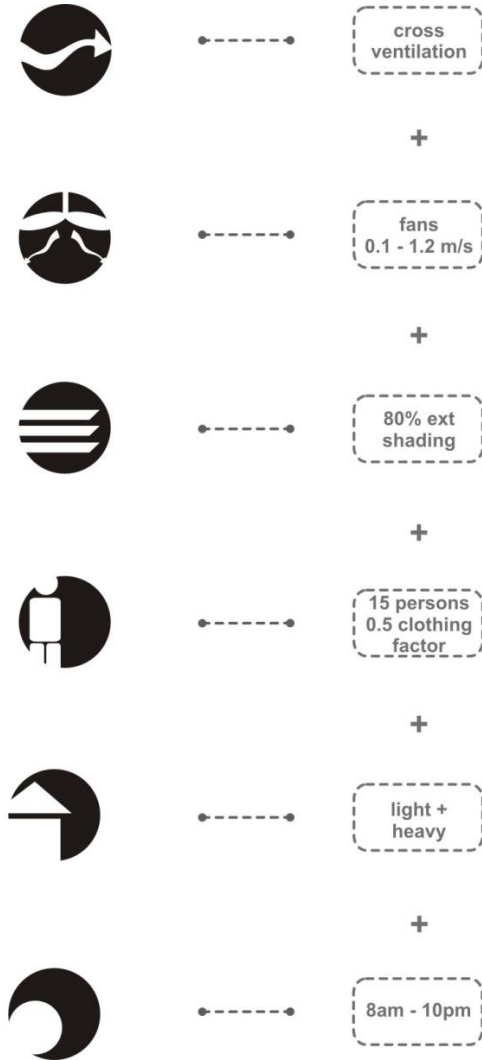 cross
ventilation
+
fans
0.1 - 1.2 m/s
+
80% ext
shading
+
15 persons
0.5 clothing
factor
+
light +
heavy
+
8am - 10pm